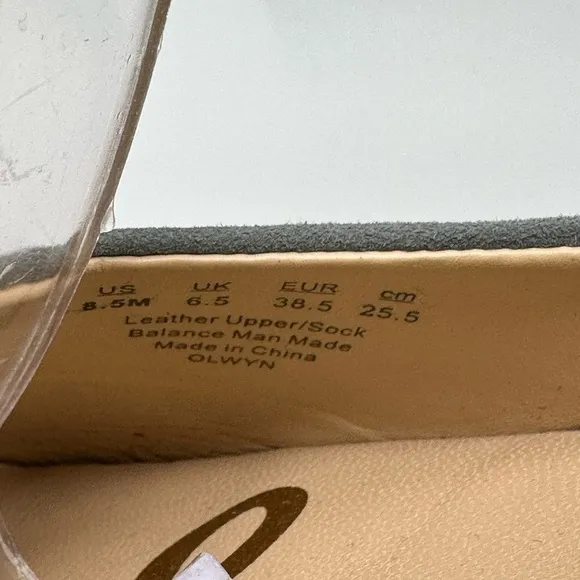 US UK EUR cm
8.5M 6.5 38.5 25.5
Leather Upper/Sock
Balance Man Made
Made in China
OLWYN